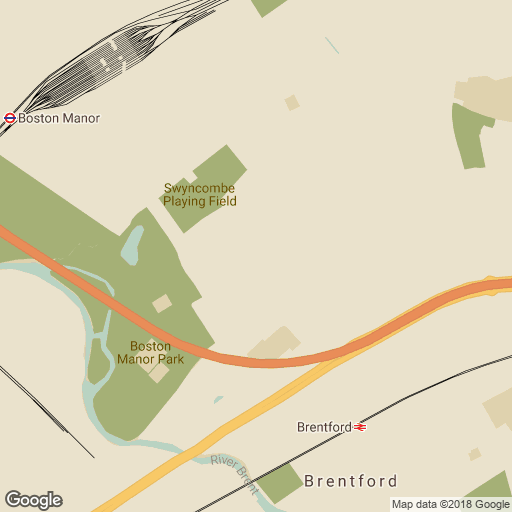 Boston Manor
Swyncombe
Playing Field
Boston
Manor Park
Brentford
River Brent
Brentford
Google
Map data ©2018 Google